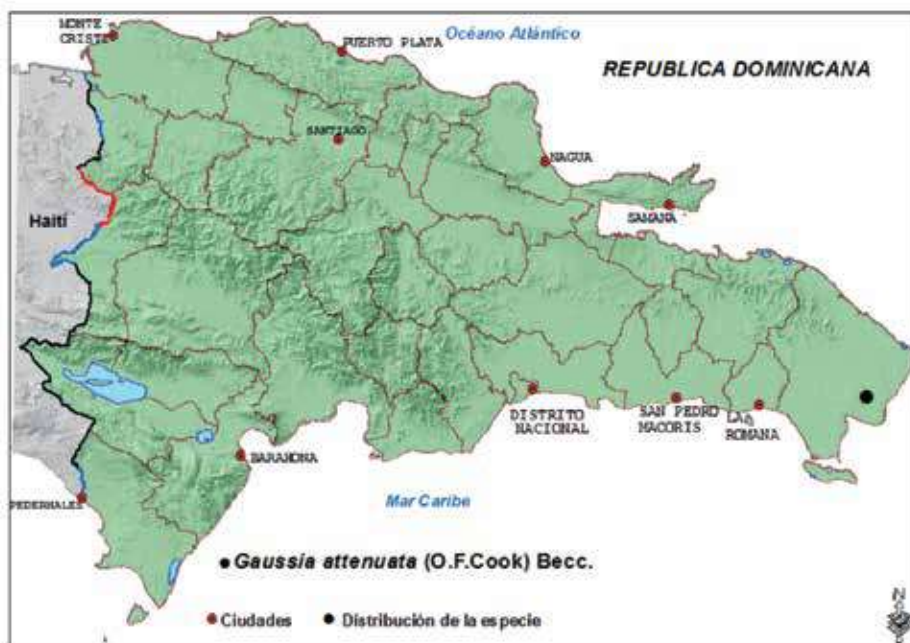 MONTE
CRISTI
PUERTO PLATA
Océano Atlántico
REPUBLICA DOMINICANA
SANTIAGO
NAGUA
SAMANA
Haití
DISTRITO
NACIONAL
SAN PEDRO
MACORIS
LA
ROMANA
BARAHONA
PEDERNALES
Mar Caribe
Gaussia attenuata (O.F.Cook) Becc.
Ciudades
Distribución de la especie
N